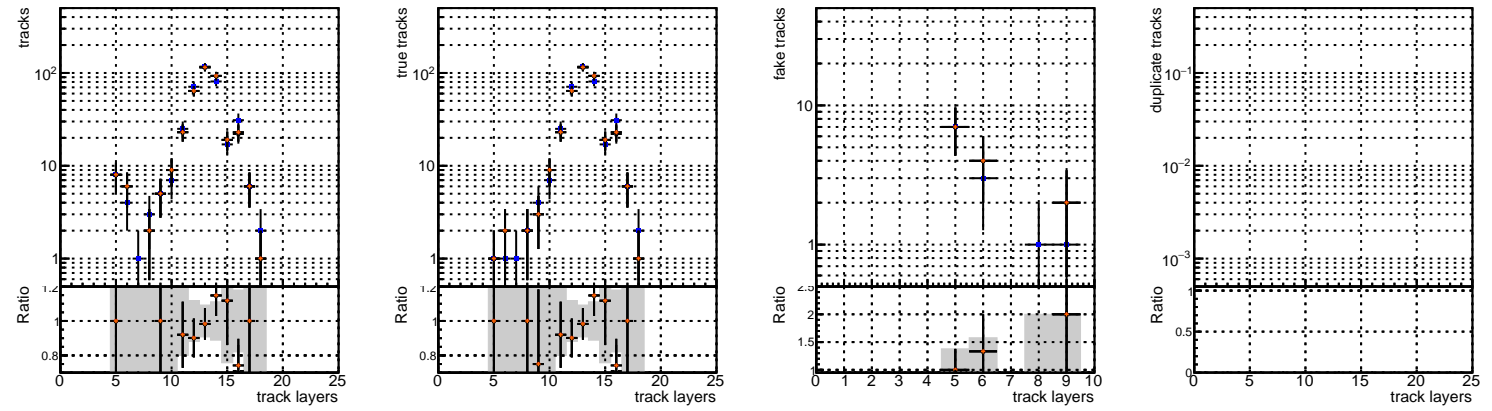 tracks
10²
10
1
Ratio
1.2
1
0.8
0 5 10 15 20 25
track layers
true tracks
10²
10
1
Ratio
1.2
1
0.8
0 5 10 15 20 25
track layers
fake tracks
10
1
Ratio
2.5
2
1.5
1
0 1 2 3 4 5 6 7 8 9 10
track layers
duplicate tracks
10⁻¹
10⁻²
10⁻³
Ratio
1
0.5
0
0 5 10 15 20 25
track layers